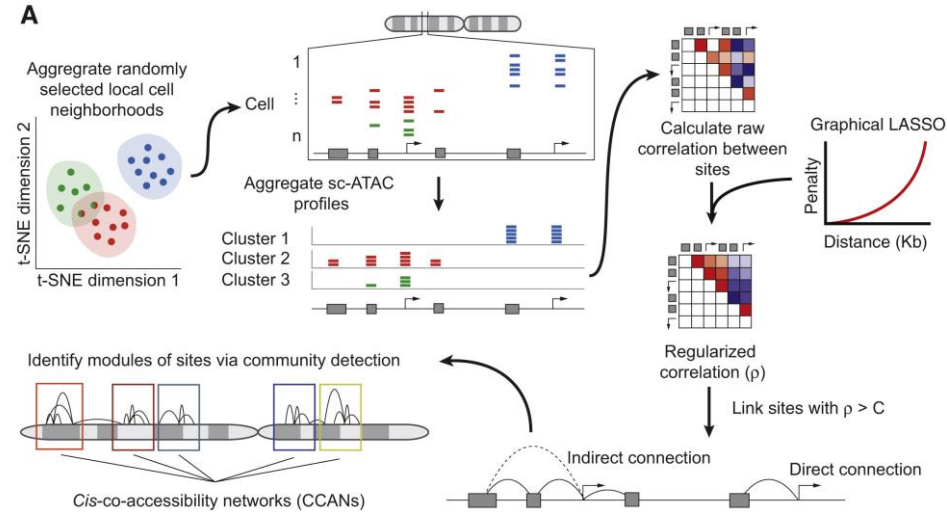 A
Aggregrate randomly
selected local cell
neighborhoods
t-SNE dimension 2
t-SNE dimension 1
Cell
1
...
n
Aggregate sc-ATAC
profiles
Cluster 1
Cluster 2
Cluster 3
Calculate raw
correlation between
sites
Graphical LASSO
Penalty
Distance (Kb)
Regularized
correlation (ρ)
Link sites with ρ > C
Indirect connection
Direct connection
Identify modules of sites via community detection
Cis-co-accessibility networks (CCANs)